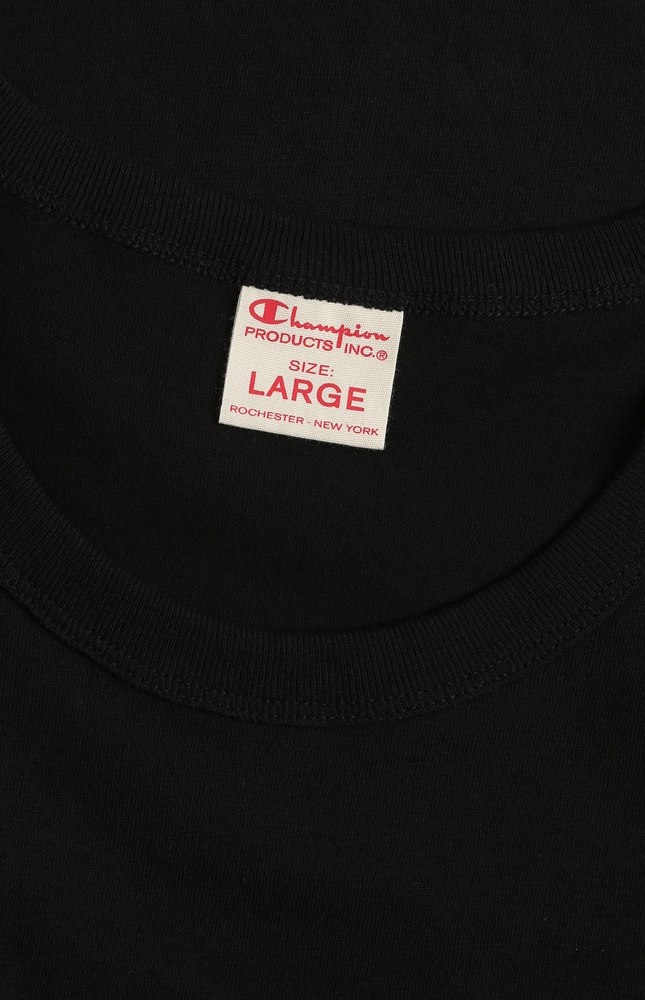 Champion
PRODUCTS INC.®
SIZE:
LARGE
ROCHESTER - NEW YORK